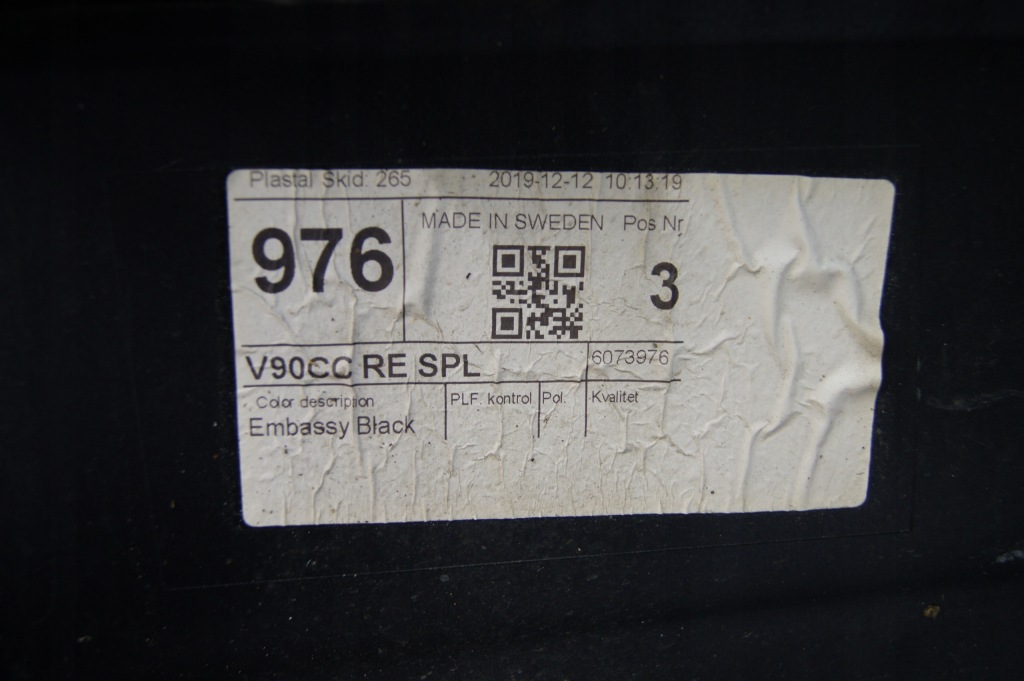 Plastal Skid: 265 2019-12-12 10:13:19
976 MADE IN SWEDEN Pos Nr
3
V90CC RE SPL 6073976
Color description PLF. kontrol Pol. Kvalitet
Embassy Black